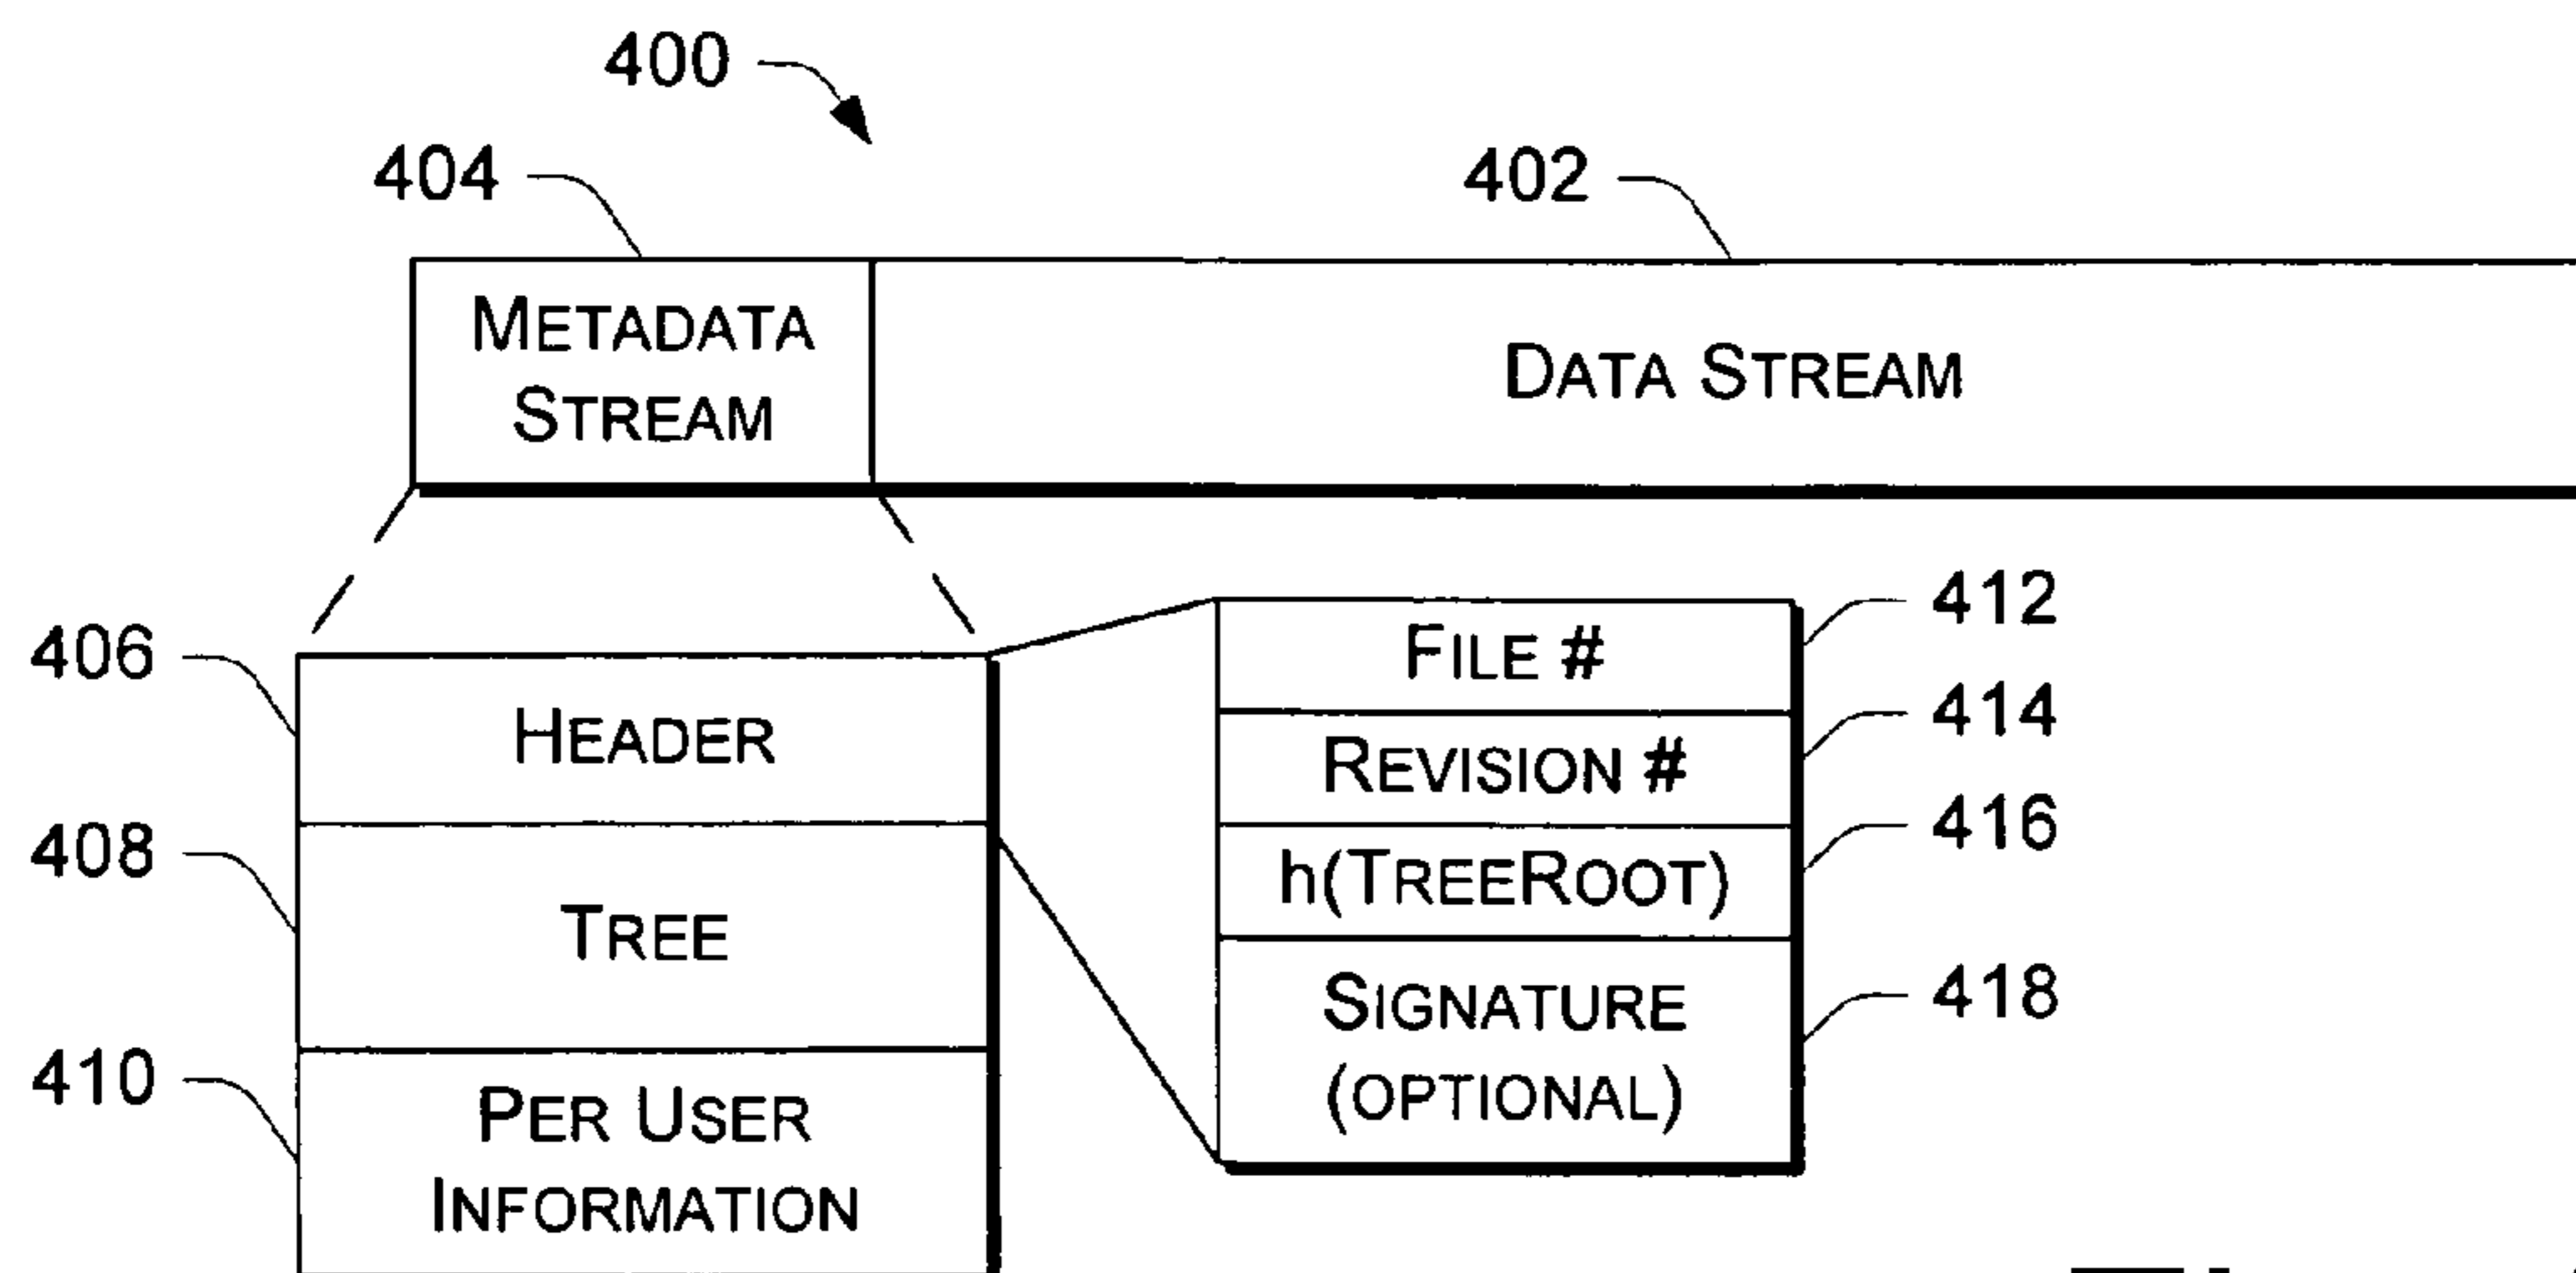 400
404
402
METADATA
STREAM
DATA STREAM
412
FILE #
406
HEADER
414
REVISION #
416
h(TREEROOT)
408
TREE
418
SIGNATURE
(OPTIONAL)
410
PER USER
INFORMATION